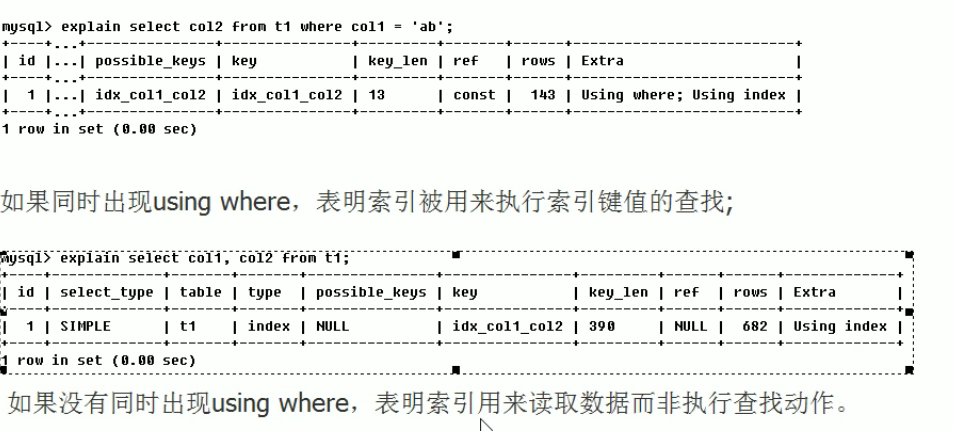 mysql> explain select col2 from t1 where col1 = 'ab';
+----+...+---------------+---------------+---------+-------+------+--------------------------+
| id |...| possible_keys | key | key_len | ref | rows | Extra |
+----+...+---------------+---------------+---------+-------+------+--------------------------+
| 1 |...| idx_col1_col2 | idx_col1_col2 | 13 | const | 143 | Using where; Using index |
+----+...+---------------+---------------+---------+-------+------+--------------------------+
1 row in set (0.00 sec)
如果同时出现using where，表明索引被用来执行索引键值的查找;
mysql> explain select col1, col2 from t1;
| id | select_type | table | type | possible_keys | key | key_len | ref | rows | Extra |
| 1 | SIMPLE | t1 | index | NULL | idx_col1_col2 | 390 | NULL | 682 | Using index |
1 row in set (0.00 sec)
如果没有同时出现using where，表明索引用来读取数据而非执行查找动作。